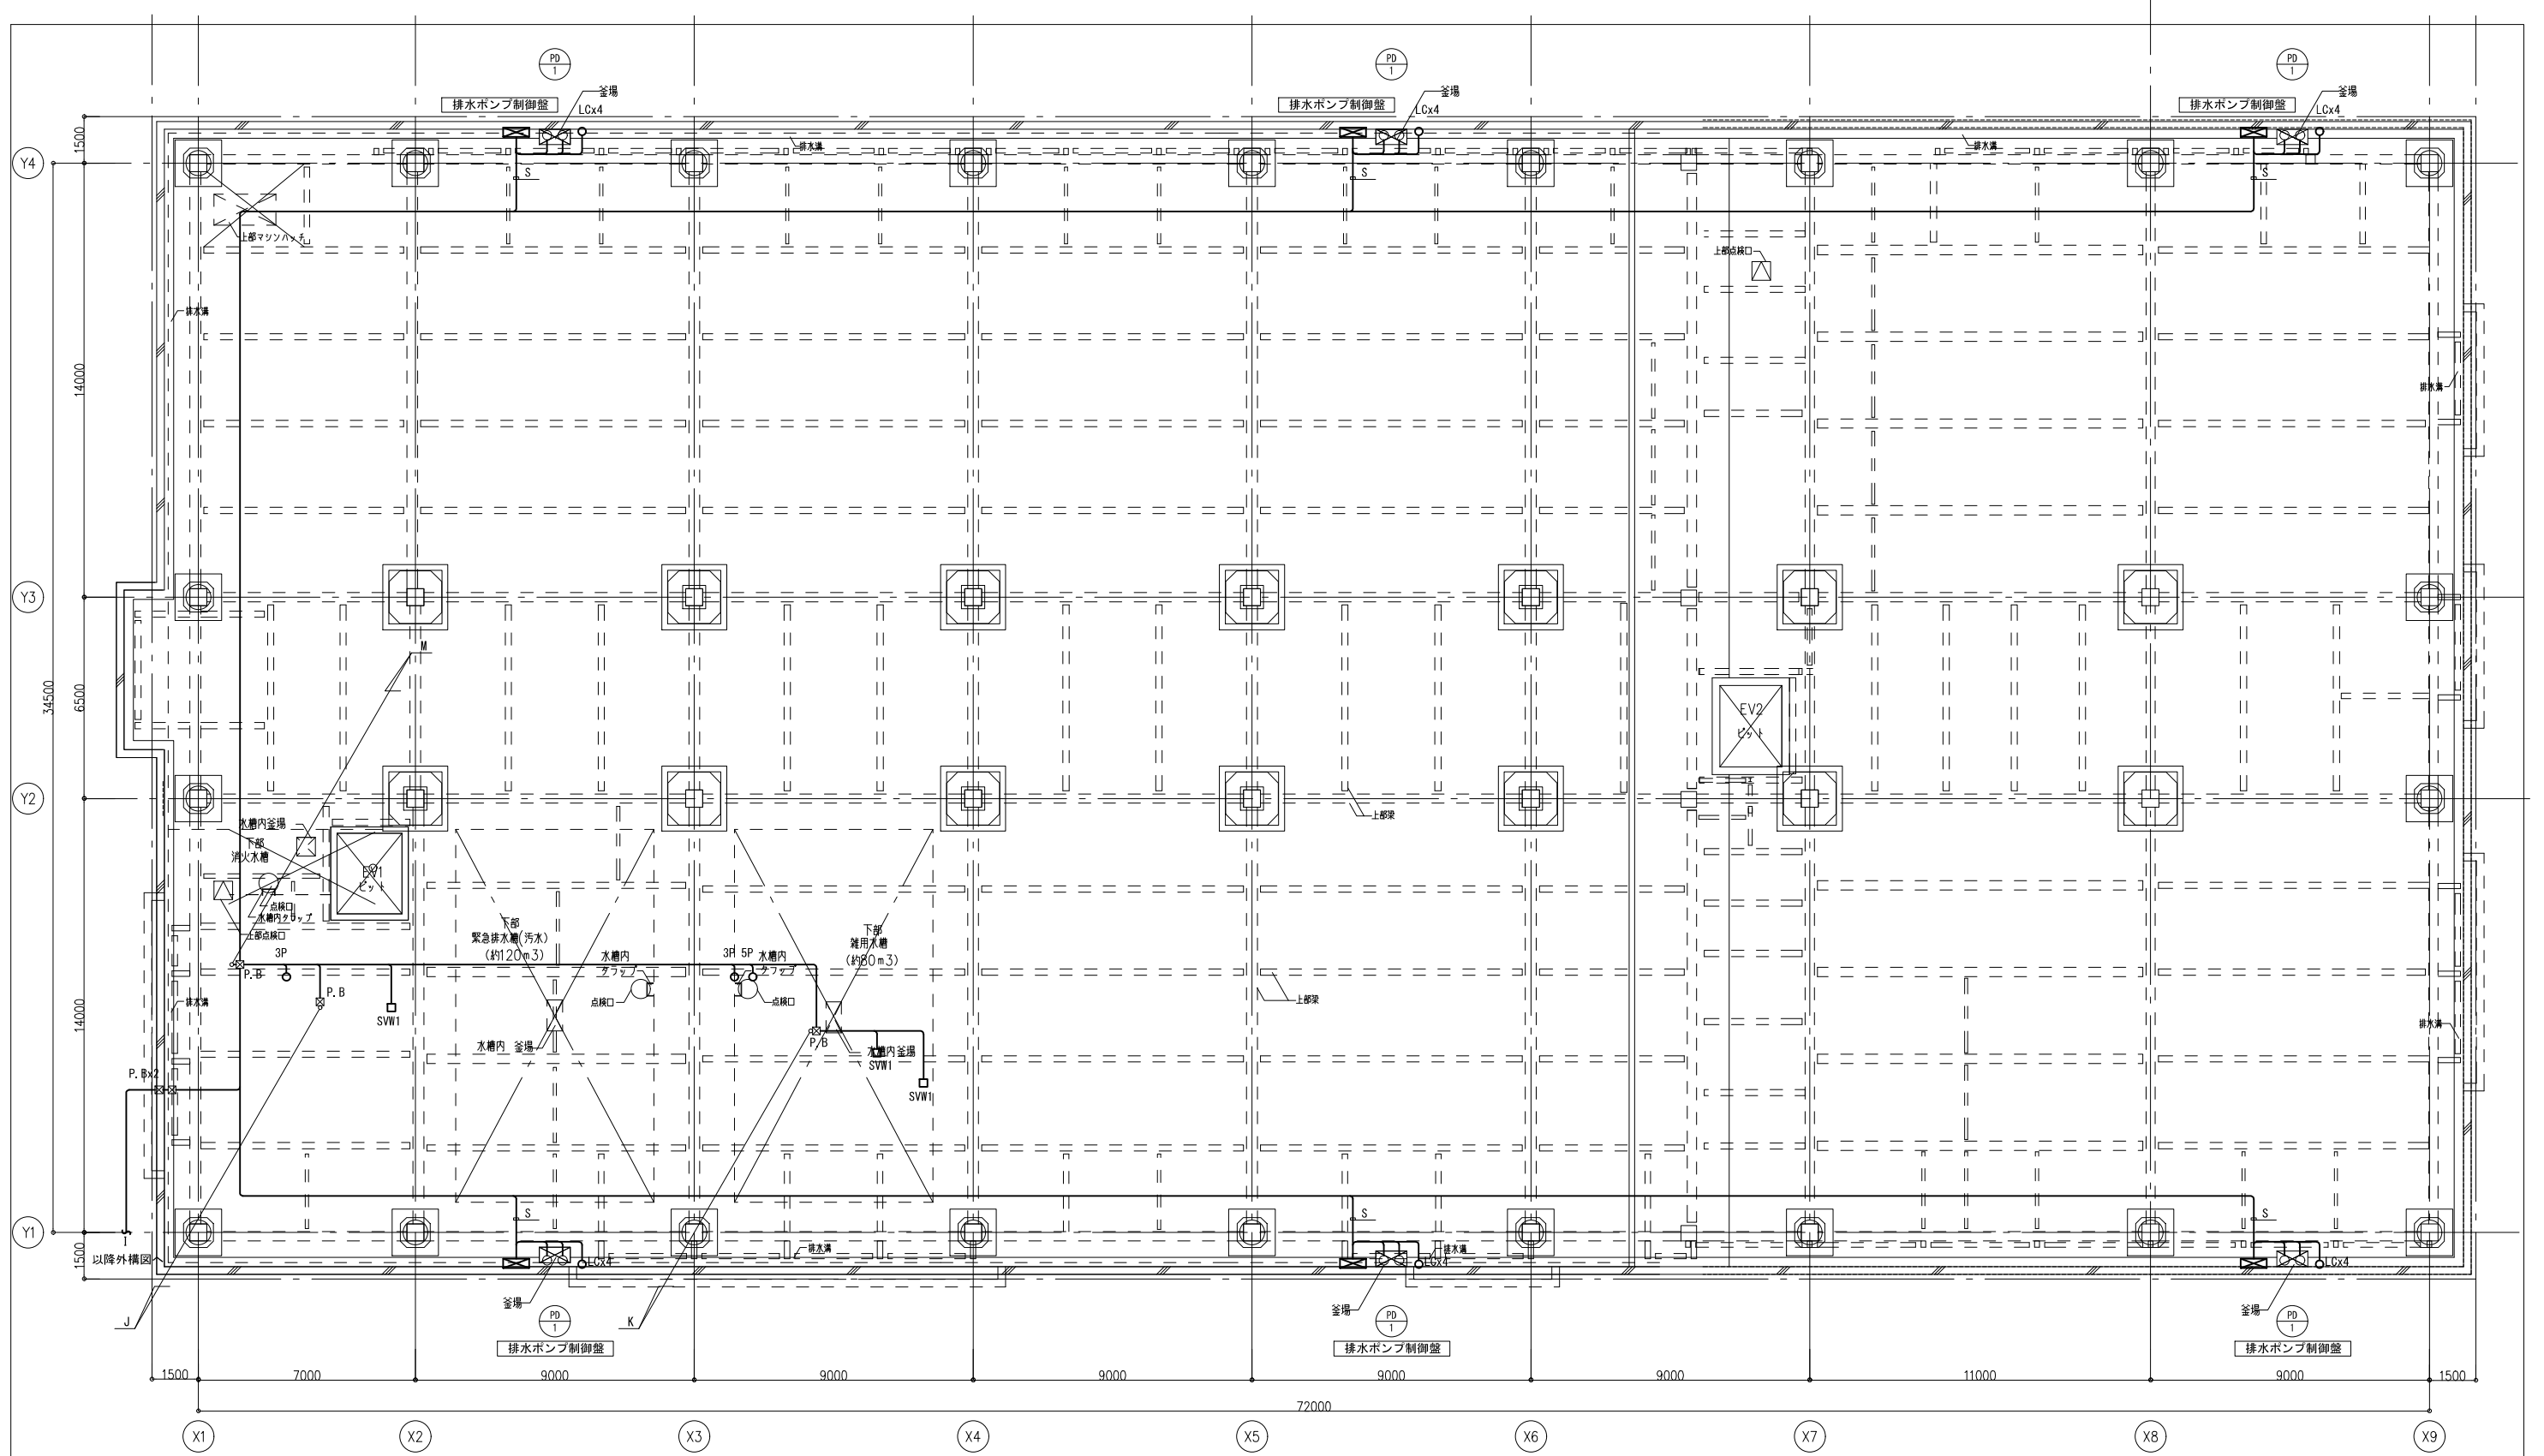 PD
1
PD
1
PD
1
排水ポンプ制御盤
釜場
LCx4
排水ポンプ制御盤
釜場
LCx4
排水ポンプ制御盤
釜場
LCx4
1500
Y4
排水溝
排水溝
S
S
S
上部マシンハッチ
上部点検口
排水溝
14000
排水溝
Y3
M
34500
6500
EV2
ピット
Y2
上部梁
水槽内釜場
下部
消火水槽
EV1
ピット
点検口
水槽内タラップ
上部点検口
下部
緊急排水槽(汚水)
(約120m3)
下部
雑用水槽
(約80m3)
3P
P.B
P.B
SVW1
水槽内
タラップ
点検口
3P
5P
水槽内
タラップ
点検口
上部梁
排水溝
14000
排水溝
水槽内 釜場
P.B
水槽内釜場
SVW1
SVW1
P.Bx2
S
S
S
Y1
I
以降外構図
1500
排水溝
排水溝
LCx4
LCx4
LCx4
釜場
釜場
釜場
J
K
PD
1
PD
1
PD
1
排水ポンプ制御盤
排水ポンプ制御盤
排水ポンプ制御盤
1500
7000
9000
9000
9000
9000
9000
11000
9000
1500
72000
X1
X2
X3
X4
X5
X6
X7
X8
X9